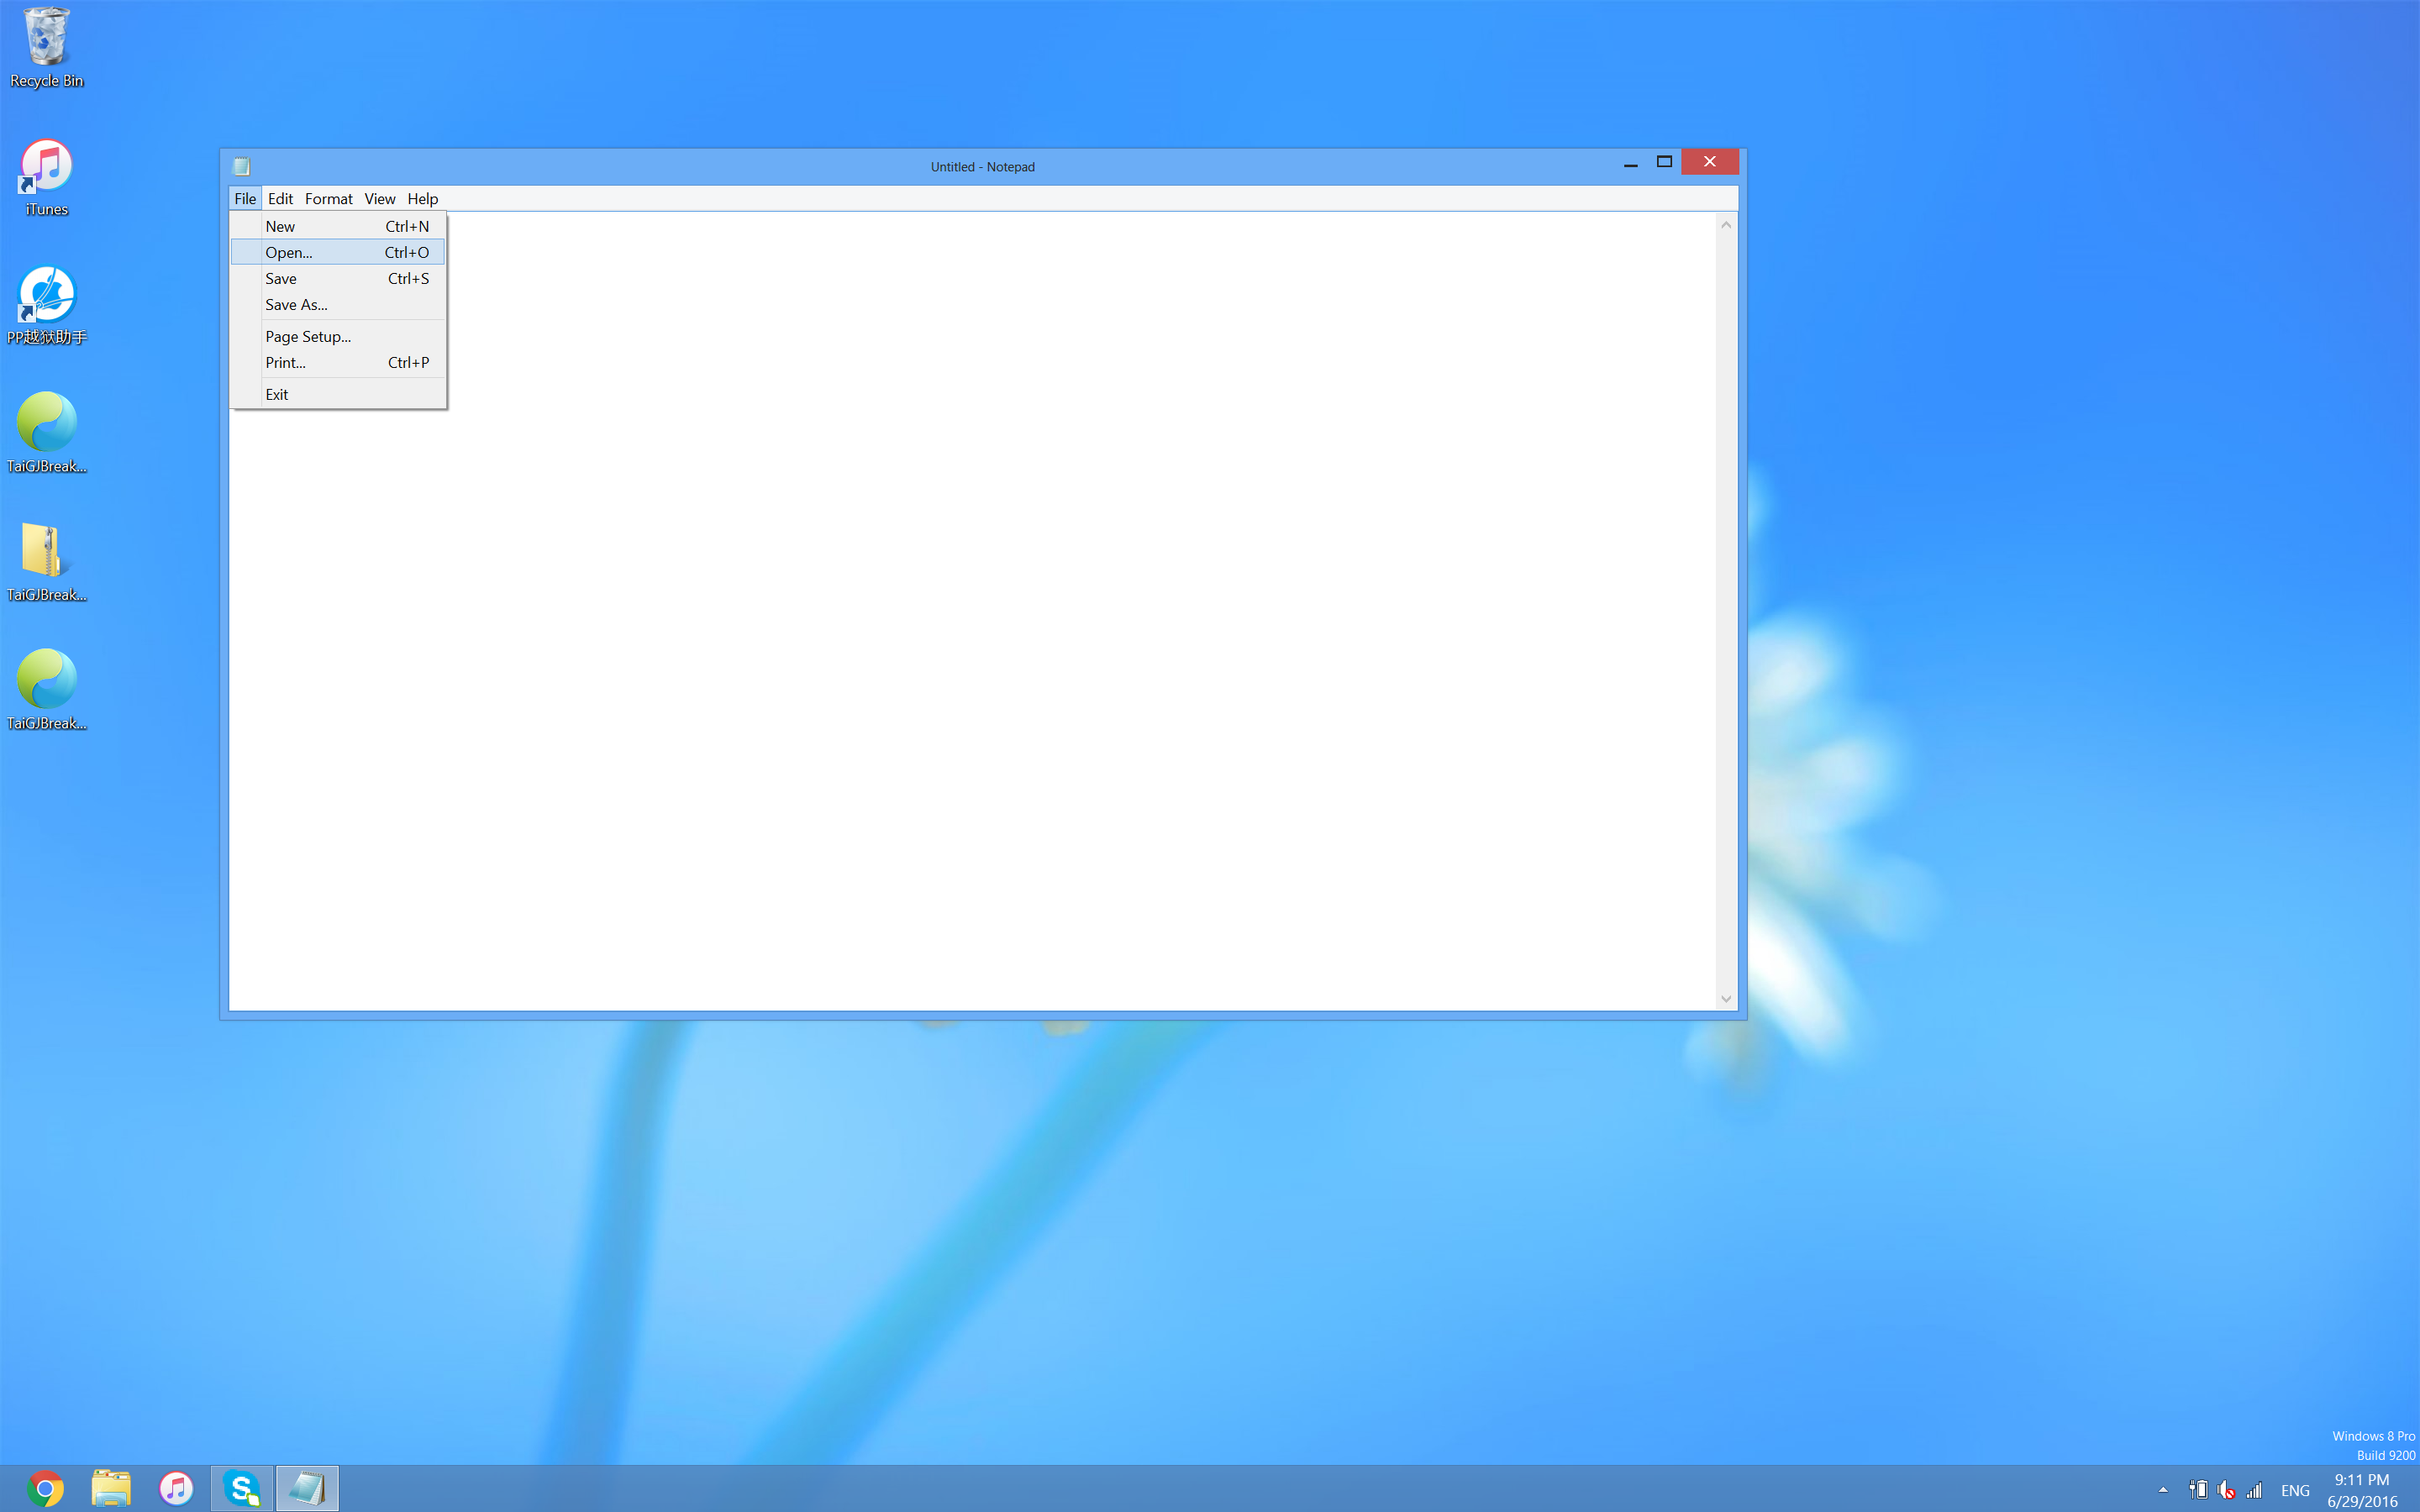 Recycle Bin
iTunes
PP越狱助手
TaiGJBreak...
TaiGJBreak...
TaiGJBreak...
Untitled - Notepad
File Edit Format View Help
New Ctrl+N
Open... Ctrl+O
Save Ctrl+S
Save As...
Page Setup...
Print... Ctrl+P
Exit
Windows 8 Pro
Build 9200
ENG
9:11 PM
6/29/2016